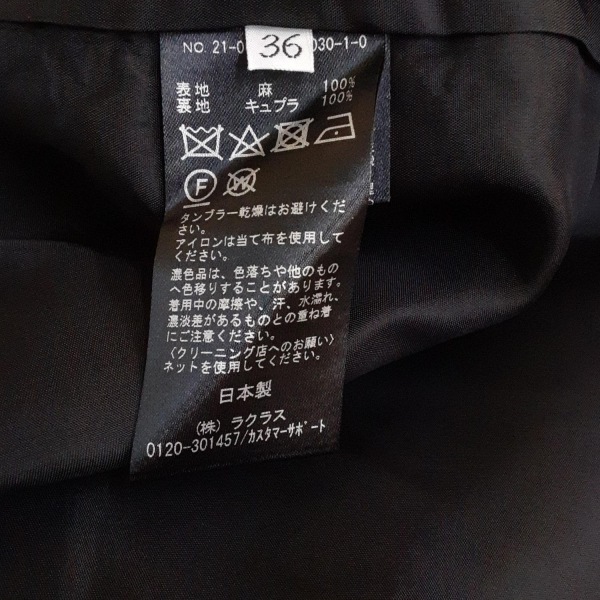 NO. 21-0 36 030-1-0
表地 麻 100%
裏地 キュプラ 100%
F W
タンブラー乾燥はお避けくだ
さい。
アイロンは当て布を使用して
ください。
濃色品は、色落ちや他のもの
へ色移りすることがあります。
着用中の摩擦や、汗、水濡れ、
濃淡差があるものとの重ね着
にご注意ください。
〈クリーニング店へのお願い〉
ネットを使用してください。
日本製
(株) ラクラス
0120-301457/カスタマーサポート